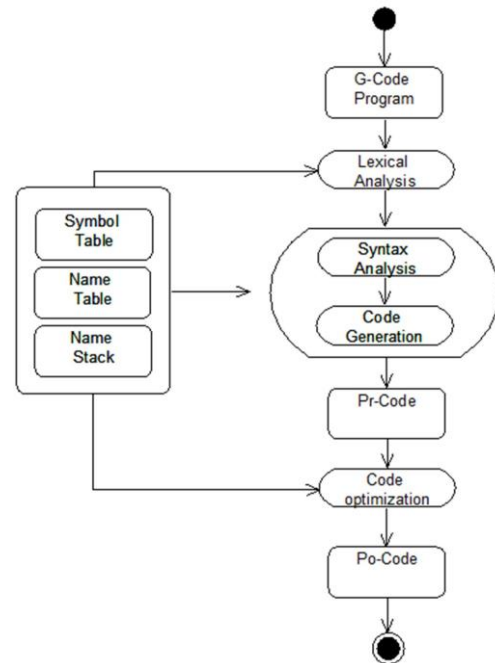 G-Code
Program
Lexical
Analysis
Symbol
Table
Name
Table
Name
Stack
Syntax
Analysis
Code
Generation
Pr-Code
Code
optimization
Po-Code